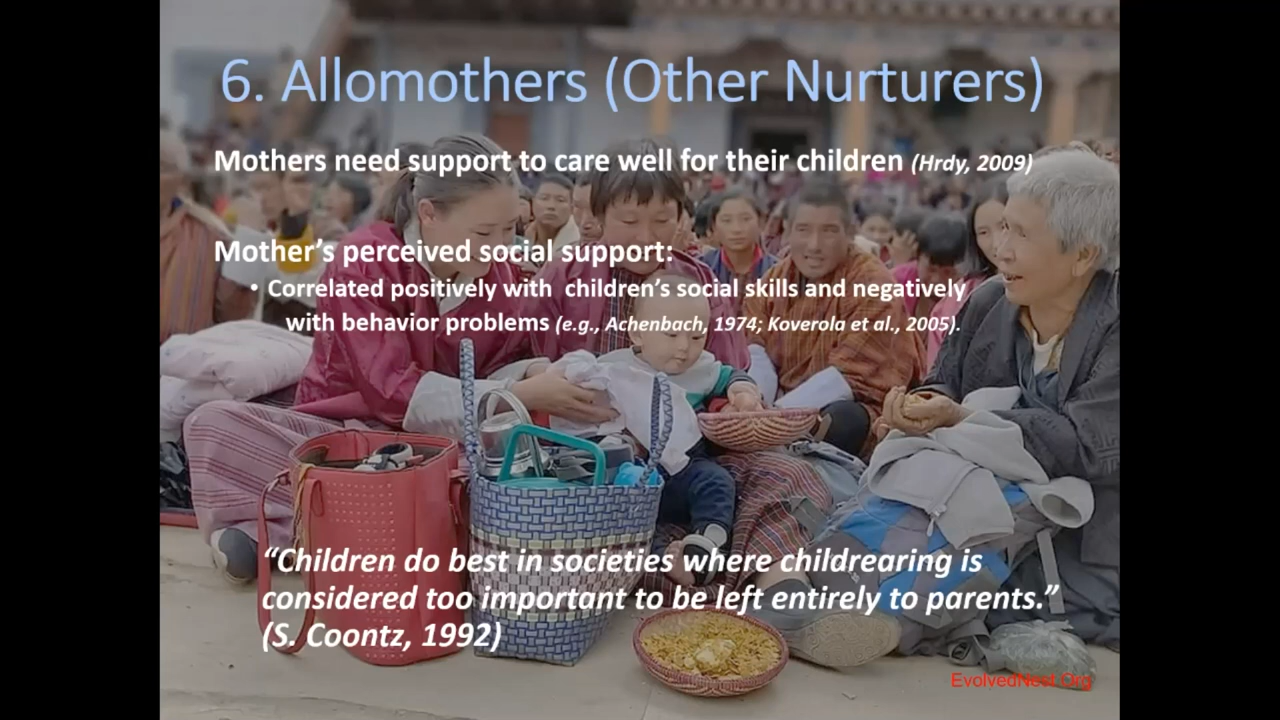 6. Allomothers (Other Nurturers)
Mothers need support to care well for their children (Hrdy, 2009)
Mother’s perceived social support:
• Correlated positively with children’s social skills and negatively
with behavior problems (e.g., Achenbach, 1974; Koverola et al., 2005).
“Children do best in societies where childrearing is
considered too important to be left entirely to parents.”
(S. Coontz, 1992)
EvolvedNest.Org